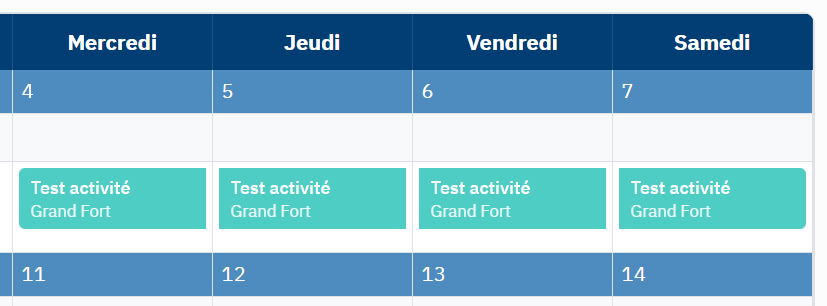 Mercredi Jeudi Vendredi Samedi
4 5 6 7
Test activité Test activité Test activité Test activité
Grand Fort Grand Fort Grand Fort Grand Fort
11 12 13 14